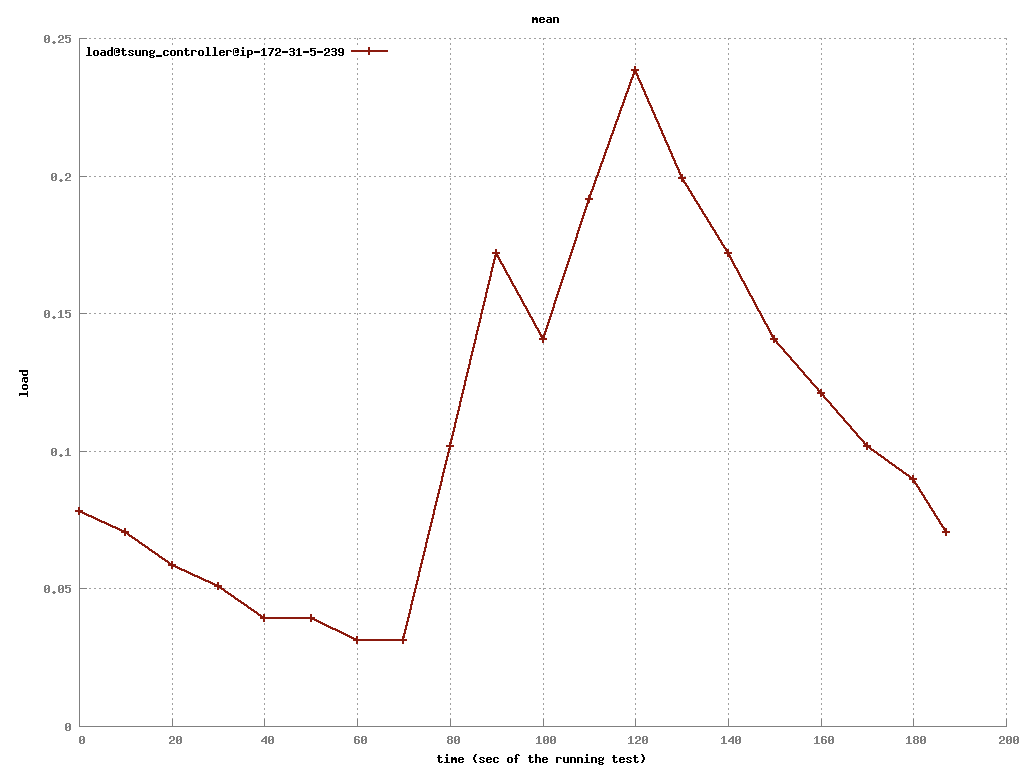 mean
0.25
load@tsung_controller@ip-172-31-5-239
0.2
0.15
load
0.1
0.05
0
0 20 40 60 80 100 120 140 160 180 200
time (sec of the running test)